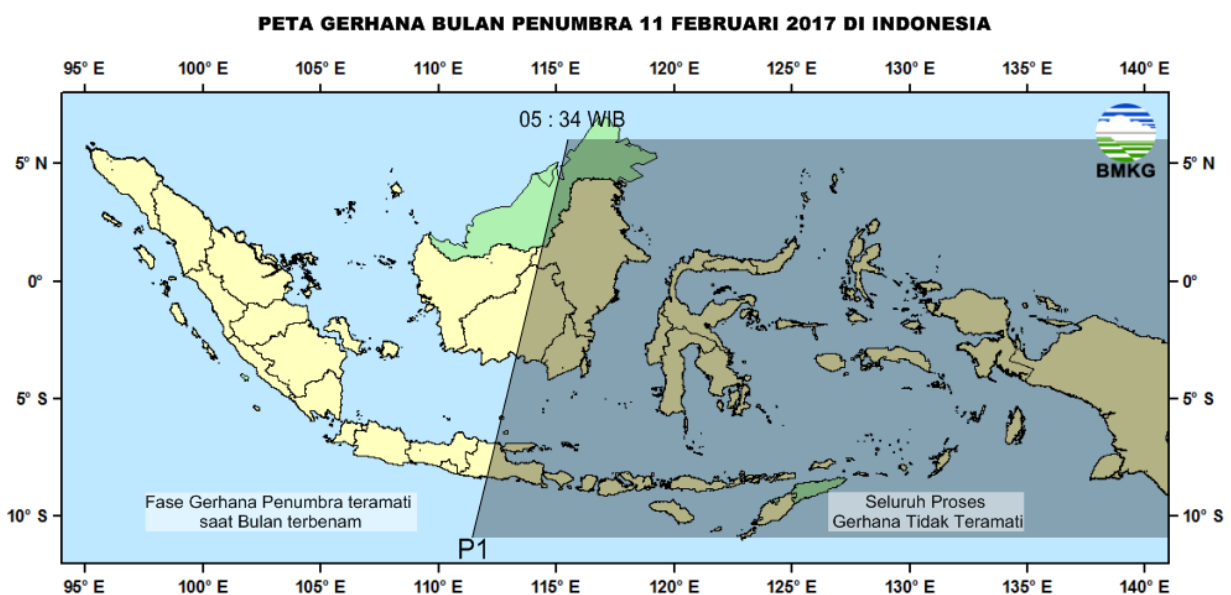 PETA GERHANA BULAN PENUMBRA 11 FEBRUARI 2017 DI INDONESIA
95° E 100° E 105° E 110° E 115° E 120° E 125° E 130° E 135° E 140° E
05 : 34 WIB
BMKG
5° N 5° N
0° 0°
5° S 5° S
10° S 10° S
Fase Gerhana Penumbra teramati
saat Bulan terbenam
Seluruh Proses
Gerhana Tidak Teramati
P1
95° E 100° E 105° E 110° E 115° E 120° E 125° E 130° E 135° E 140° E